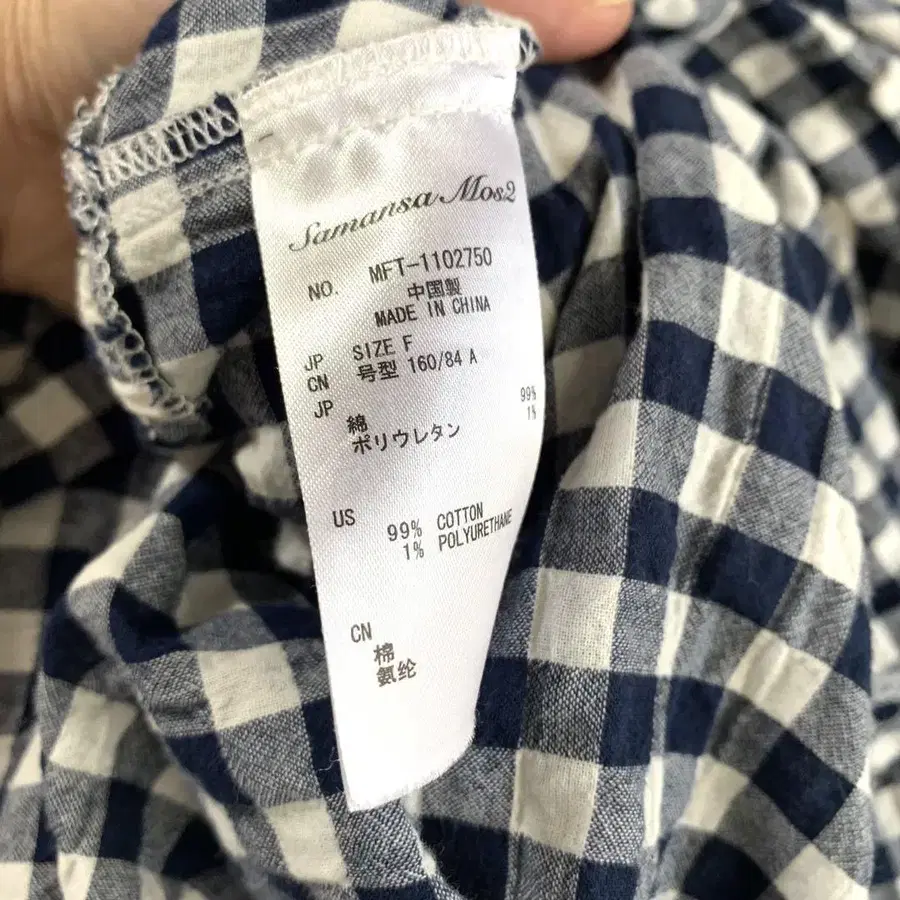 Samansa Mos2
NO. MFT-1102750
中国製
MADE IN CHINA
JP SIZE F
CN 号型 160/84 A
JP
綿 99%
ポリウレタン 1%
US
99% COTTON
1% POLYURETHANE
CN
棉
氨纶